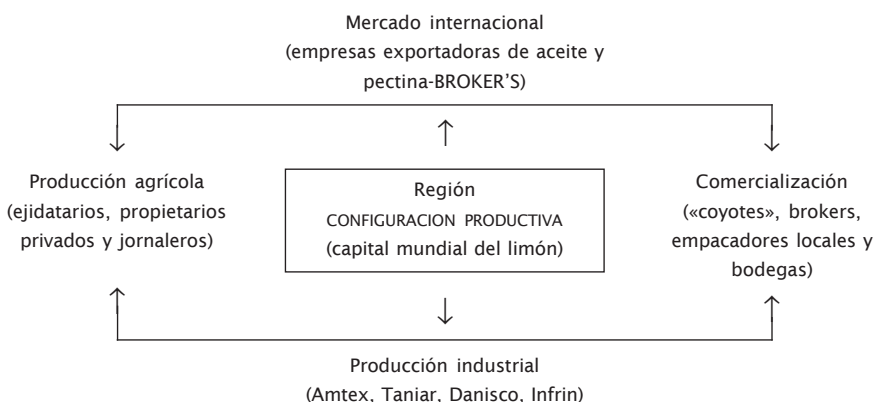 Mercado internacional
(empresas exportadoras de aceite y
pectina-BROKER’S)
Producción agrícola
(ejidatarios, propietarios
privados y jornaleros)
Región
CONFIGURACION PRODUCTIVA
(capital mundial del limón)
Comercialización
(«coyotes», brokers,
empacadores locales y
bodegas)
Producción industrial
(Amtex, Taniar, Danisco, Infrin)